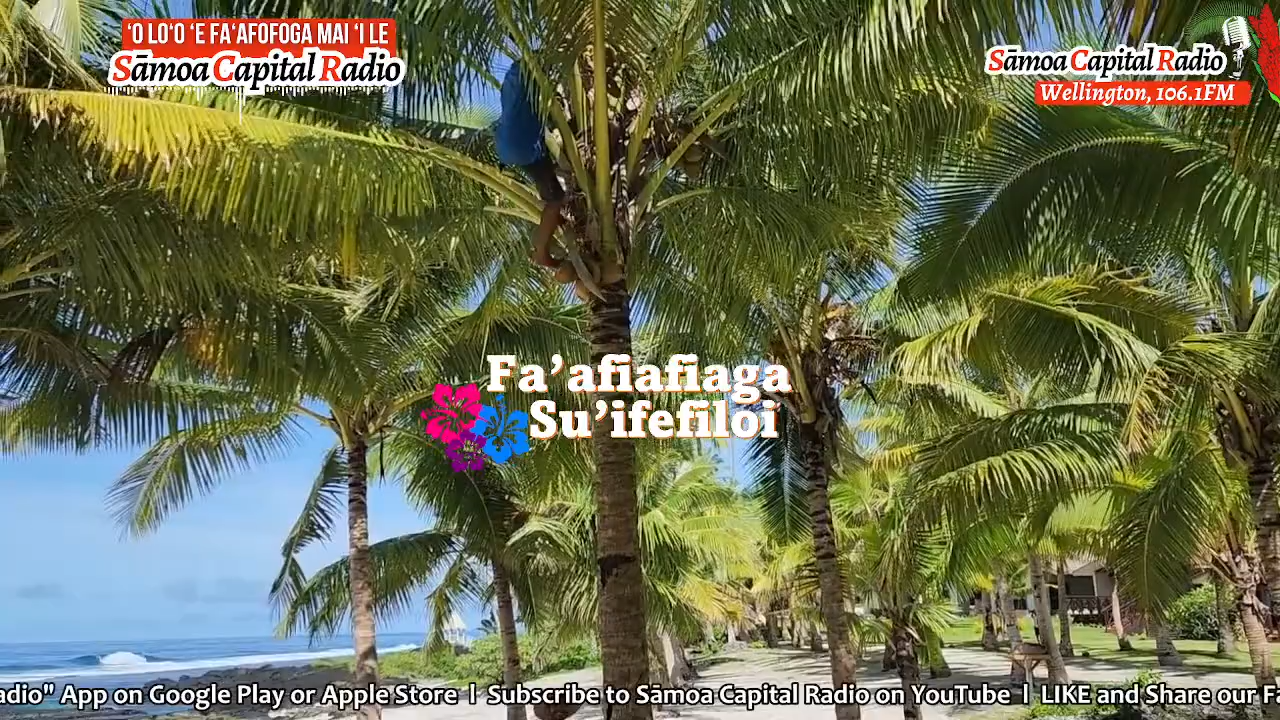 ‘O LO‘O ‘E FA‘AFOFOGA MAI ‘I LE
Sāmoa Capital Radio
Sāmoa Capital Radio
Wellington, 106.1FM
Fa’afiafiaga
Su’ifefiloi
adio" App on Google Play or Apple Store l Subscribe to Sāmoa Capital Radio on YouTube l LIKE and Share our F